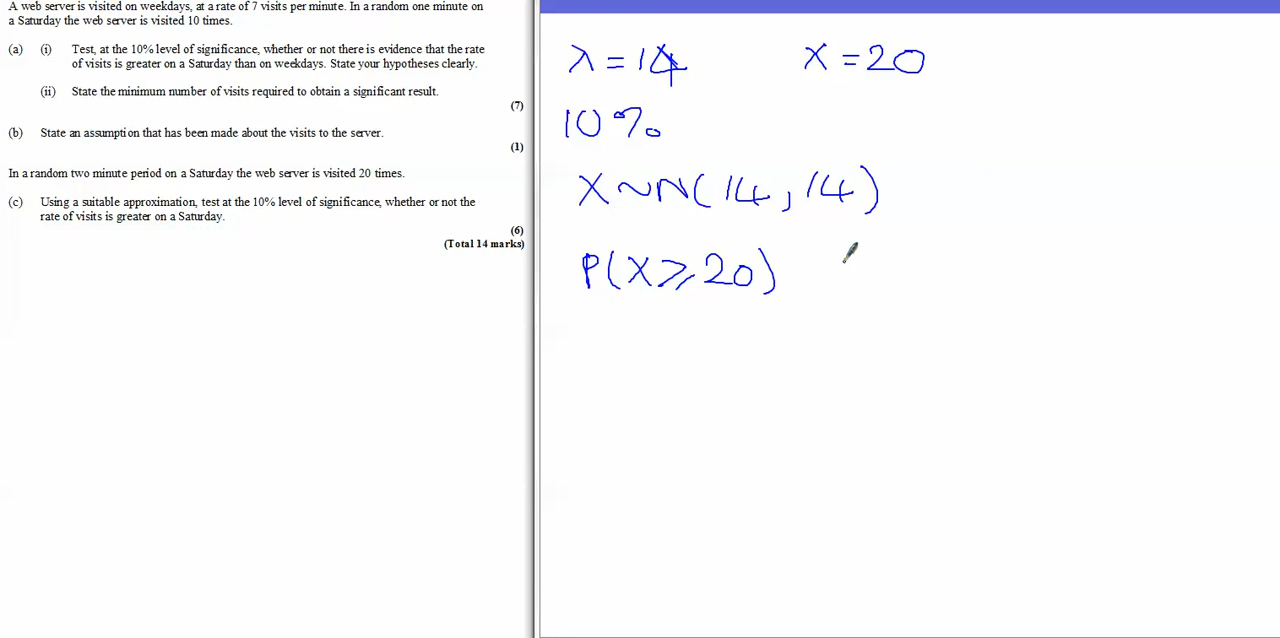 A web server is visited on weekdays, at a rate of 7 visits per minute. In a random one minute on
a Saturday the web server is visited 10 times.
(a) (i) Test, at the 10% level of significance, whether or not there is evidence that the rate
of visits is greater on a Saturday than on weekdays. State your hypotheses clearly.
(ii) State the minimum number of visits required to obtain a significant result.
(7)
(b) State an assumption that has been made about the visits to the server.
(1)
In a random two minute period on a Saturday the web server is visited 20 times.
(c) Using a suitable approximation, test at the 10% level of significance, whether or not the
rate of visits is greater on a Saturday.
(6)
(Total 14 marks)
λ = 14 X = 20
10%
X ~ N(14, 14)
P(X ⩾ 20)